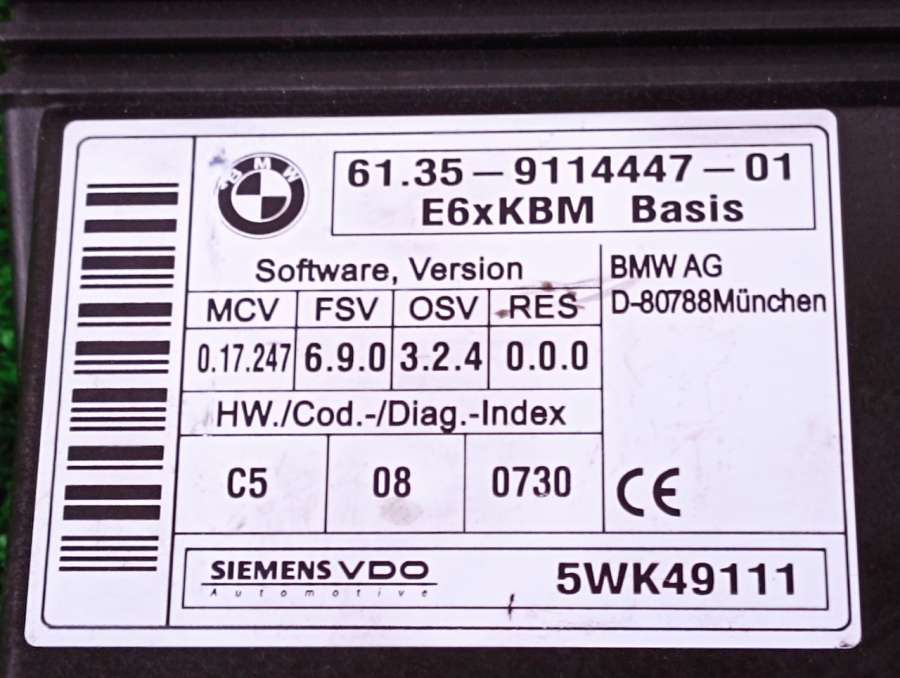 BMW
61.35-9114447-01
E6xKBM Basis
Software, Version
MCV FSV OSV RES
0.17.247 6.9.0 3.2.4 0.0.0
HW./Cod.-/Diag.-Index
C5 08 0730
BMW AG
D-80788München
CE
SIEMENS VDO
Automotive
5WK49111